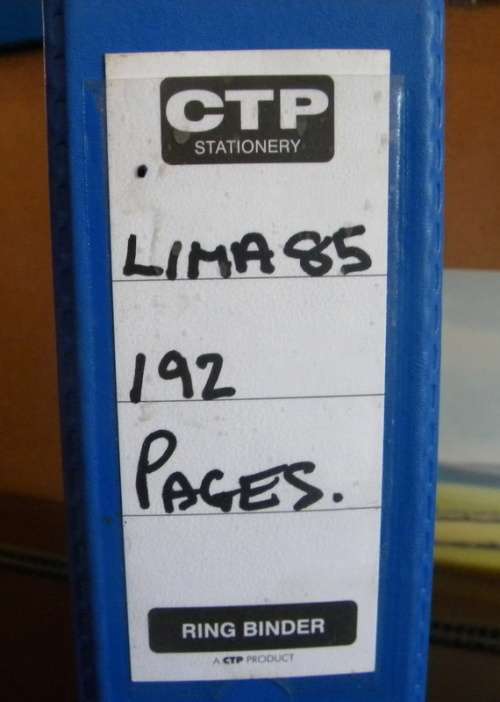 CTP
STATIONERY
LIMA 85
192
PAGES.
RING BINDER
A CTP PRODUCT